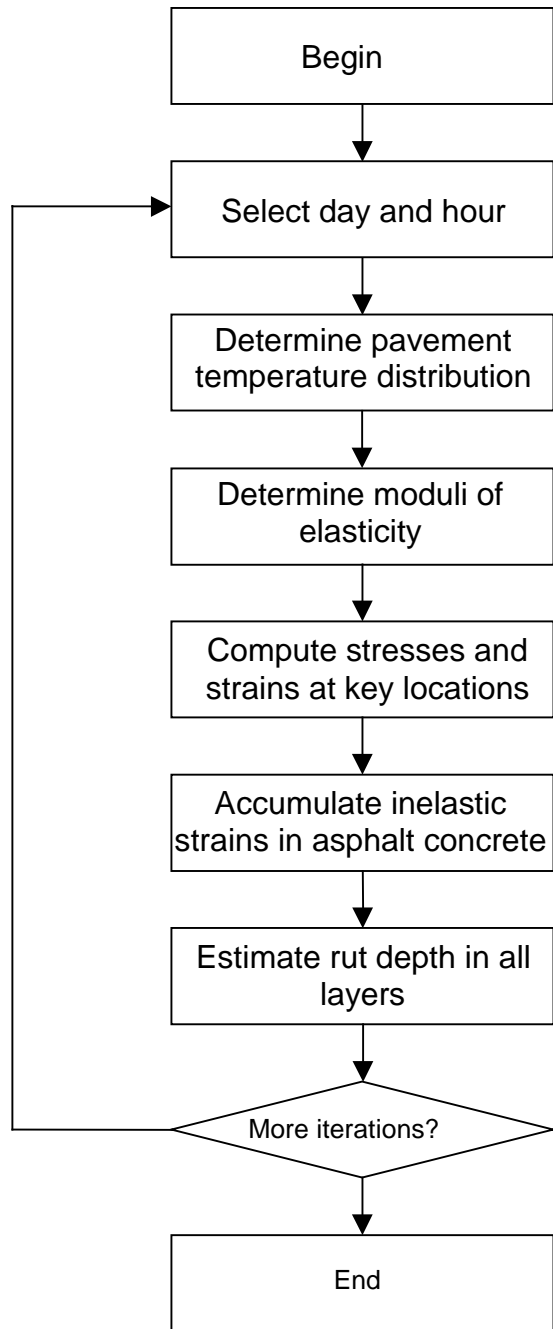 Begin
Select day and hour
Determine pavement
temperature distribution
Determine moduli of
elasticity
Compute stresses and
strains at key locations
Accumulate inelastic
strains in asphalt concrete
Estimate rut depth in all
layers
More iterations?
End